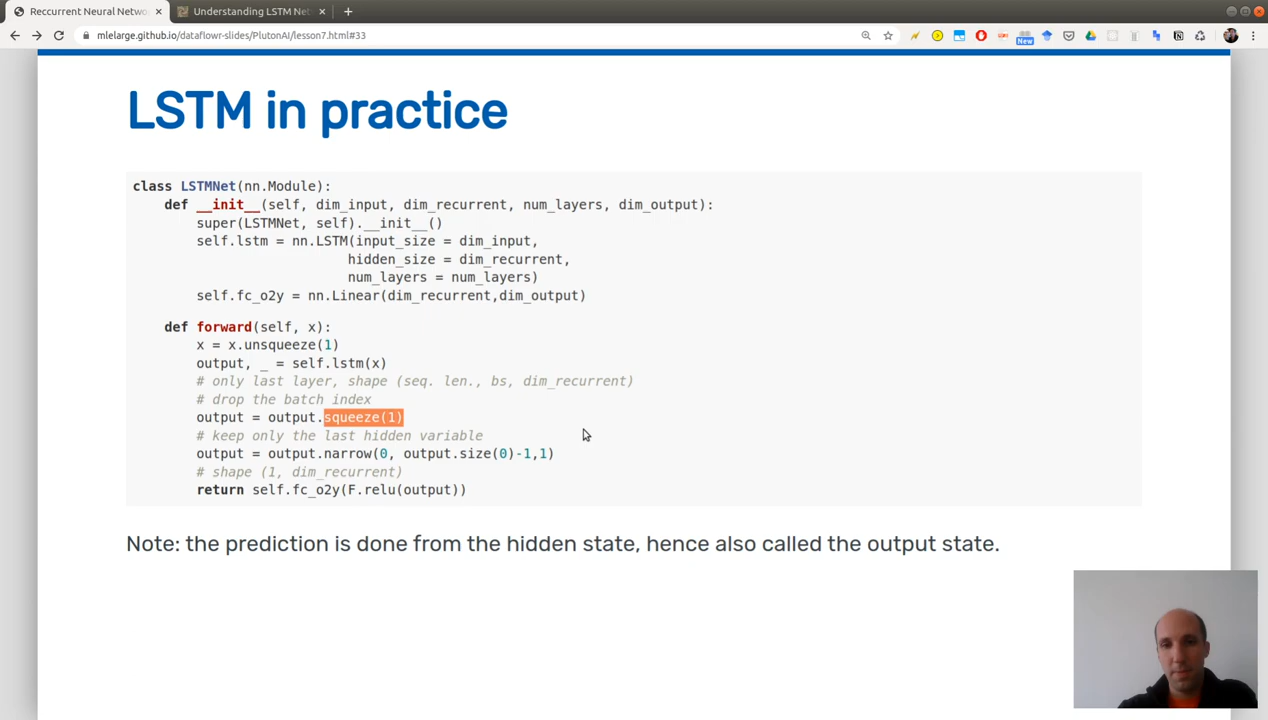 Reccurrent Neural Netwo
Understanding LSTM Ne
mlelarge.github.io/dataflowr-slides/PlutonAI/lesson7.html#33
New
LSTM in practice
class LSTMNet(nn.Module):
def __init__(self, dim_input, dim_recurrent, num_layers, dim_output):
super(LSTMNet, self).__init__()
self.lstm = nn.LSTM(input_size = dim_input,
hidden_size = dim_recurrent,
num_layers = num_layers)
self.fc_o2y = nn.Linear(dim_recurrent,dim_output)
def forward(self, x):
x = x.unsqueeze(1)
output, _ = self.lstm(x)
# only last layer, shape (seq. len., bs, dim_recurrent)
# drop the batch index
output = output.squeeze(1)
# keep only the last hidden variable
output = output.narrow(0, output.size(0)-1,1)
# shape (1, dim_recurrent)
return self.fc_o2y(F.relu(output))
Note: the prediction is done from the hidden state, hence also called the output state.